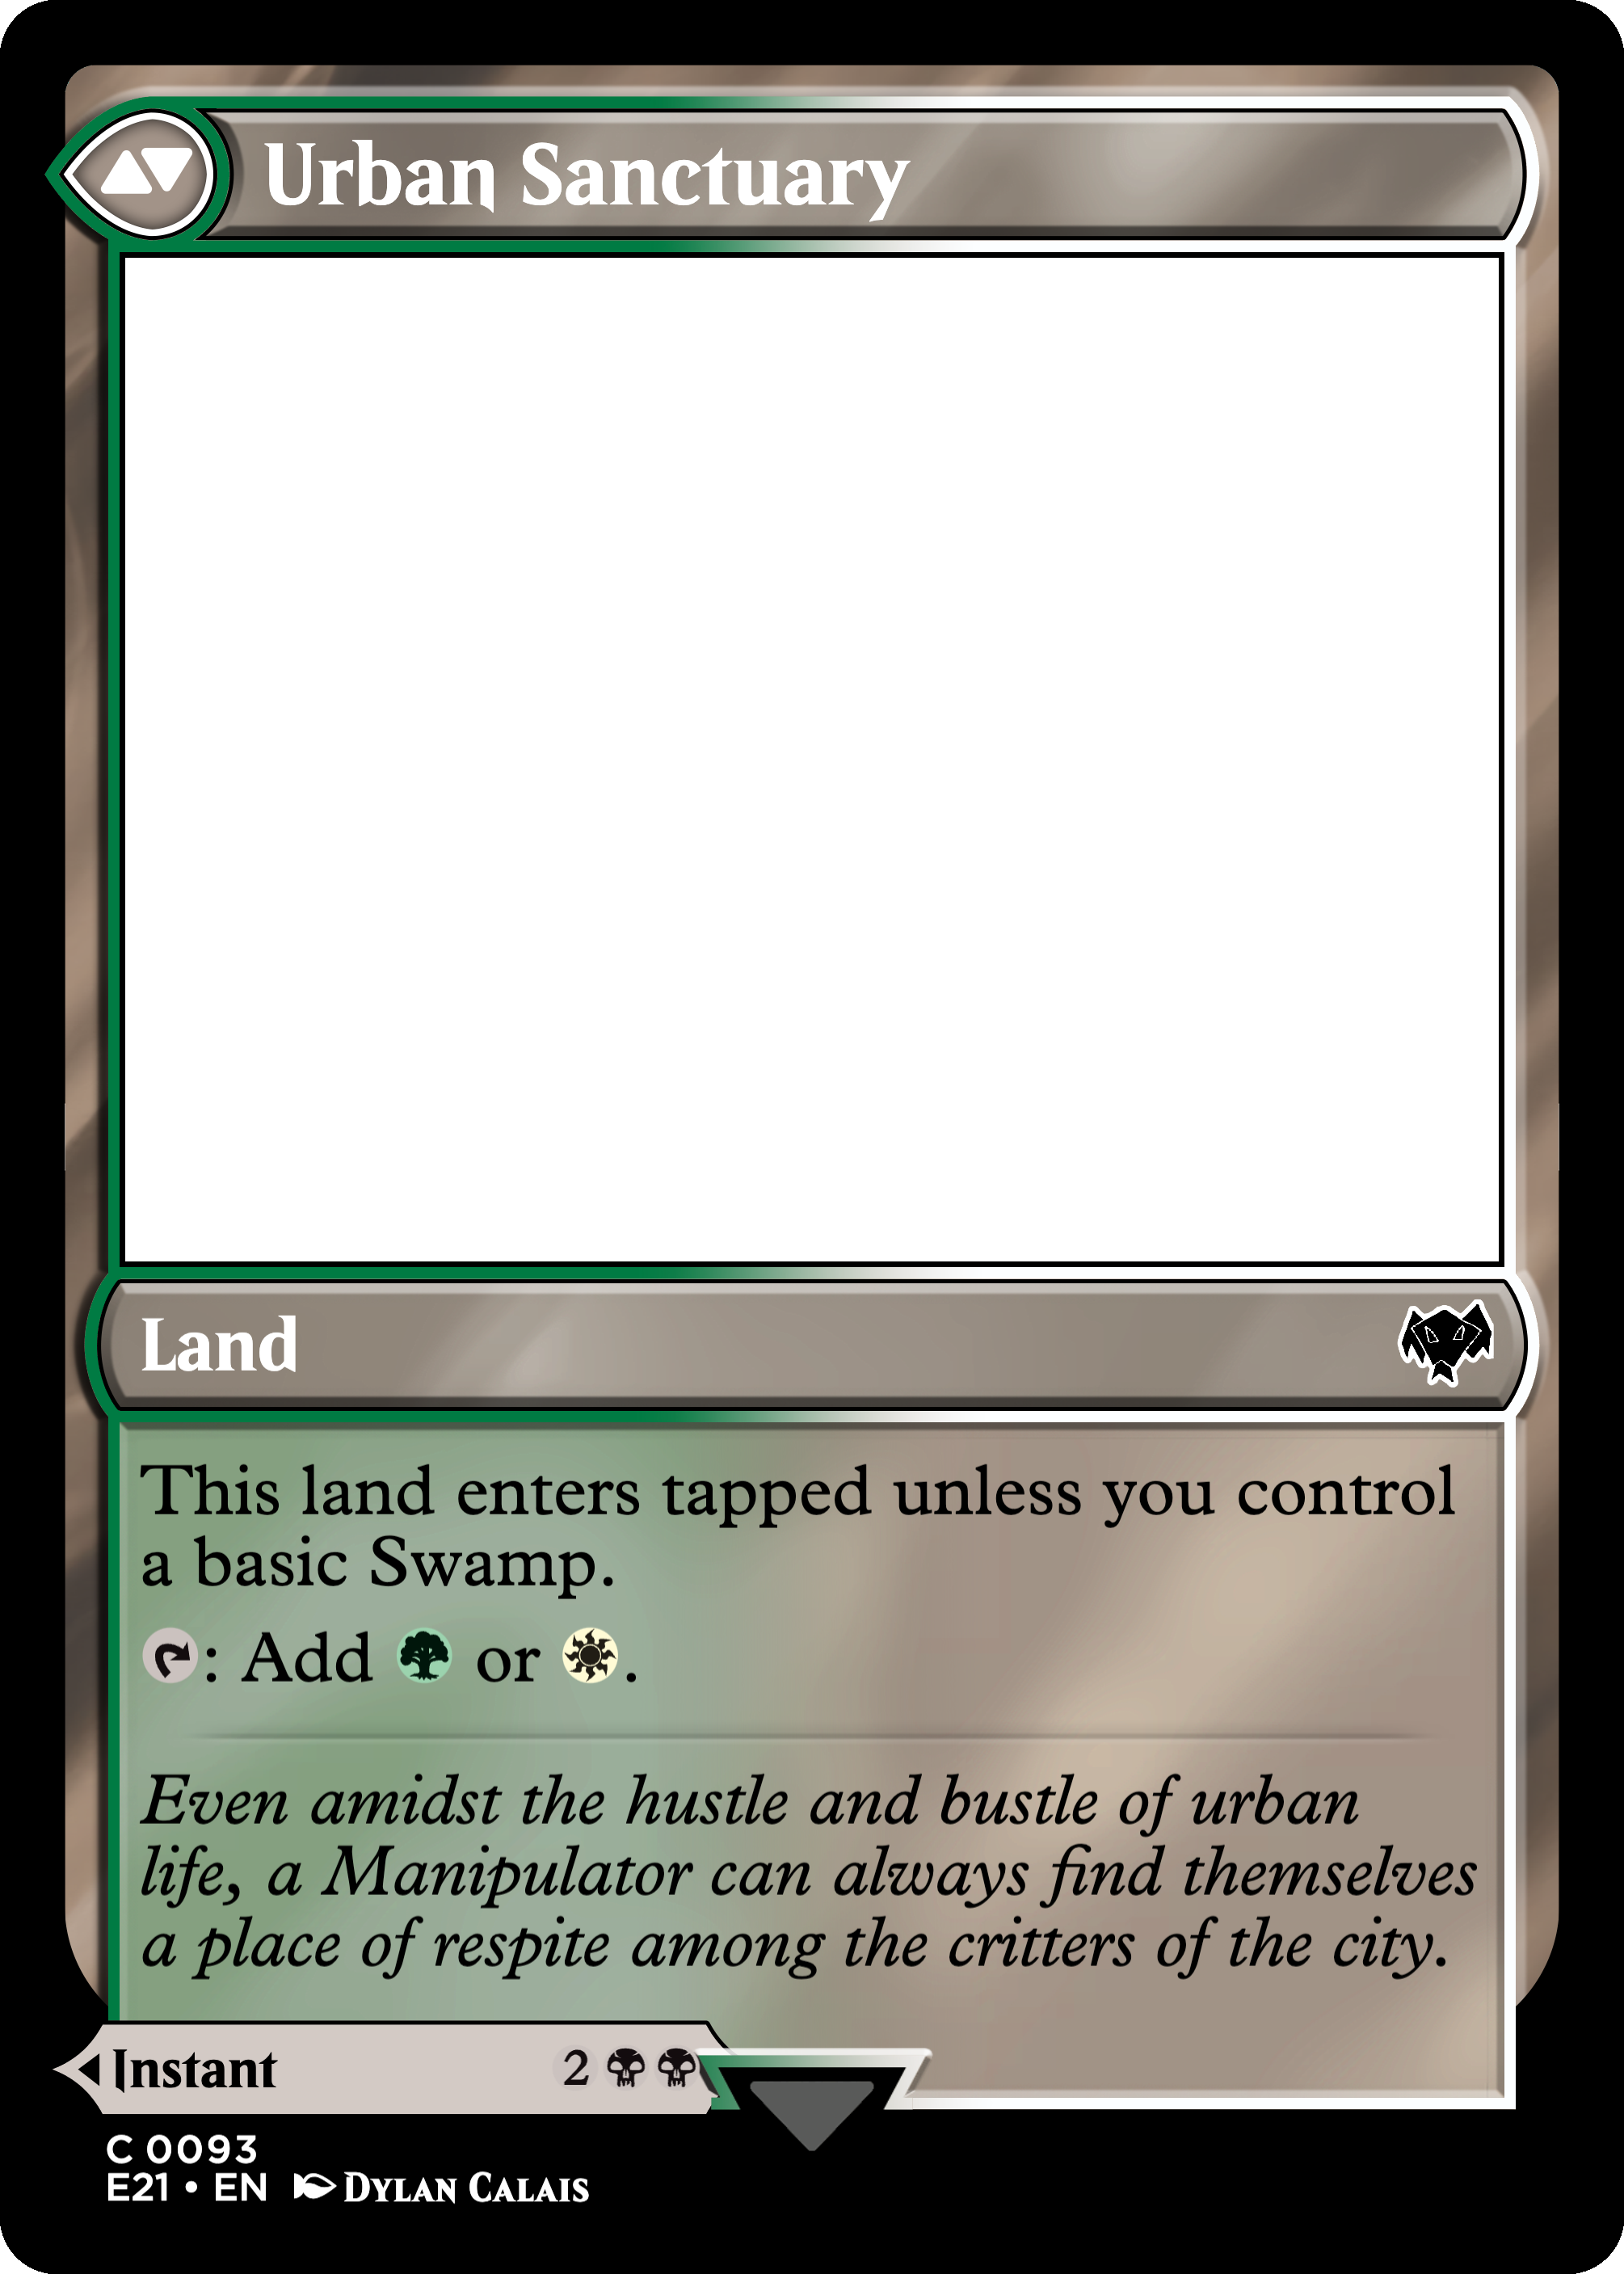 Urban Sanctuary
Land
This land enters tapped unless you control
a basic Swamp.
: Add or .
Even amidst the hustle and bustle of urban
life, a Manipulator can always find themselves
a place of respite among the critters of the city.
Instant 2
C 0093
E21 • EN DYLAN CALAIS